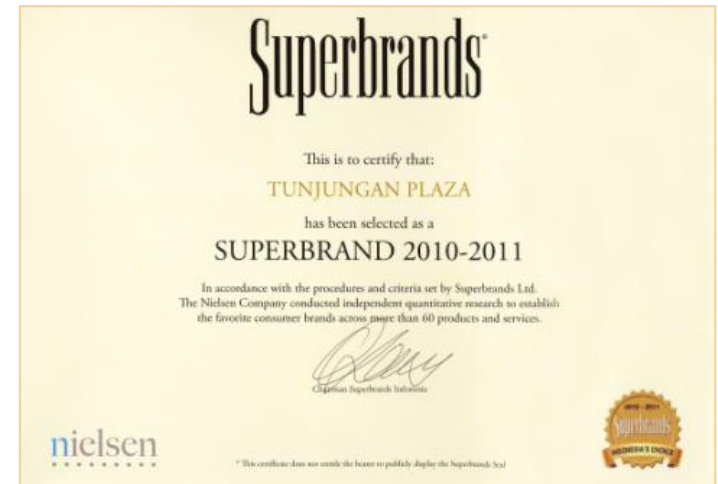 Superbrands
This is to certify that:
TUNJUNGAN PLAZA
has been selected as a
SUPERBRAND 2010-2011
In accordance with the procedures and criteria set by Superbrands Ltd.
The Nielsen Company conducted independent quantitative research to establish
the favorite consumer brands across more than 60 products and services.
Chairman Superbrands Indonesia
nielsen
2010 - 2011
Superbrands
INDONESIA'S CHOICE
* This certificate does not entitle the bearer to publicly display the Superbrands Seal